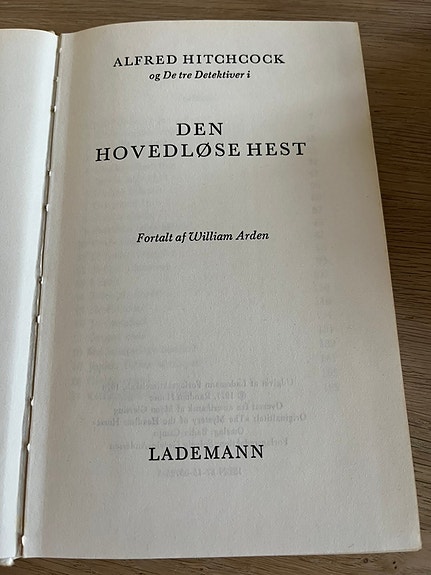 ALFRED HITCHCOCK
og De tre Detektiver i
DEN
HOVEDLØSE HEST
Fortalt af William Arden
LADEMANN